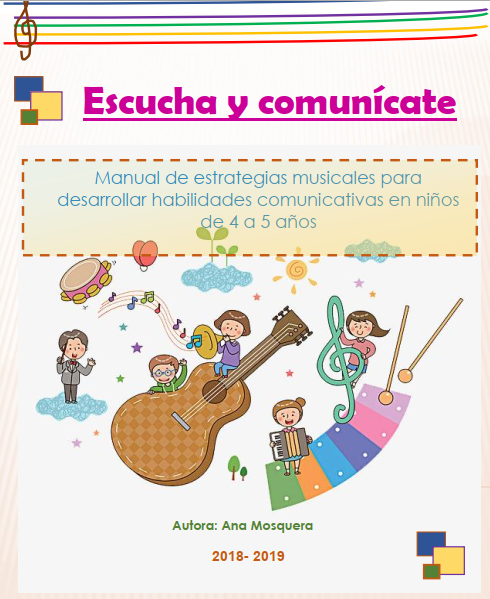 Escucha y comunícate
Manual de estrategias musicales para
desarrollar habilidades comunicativas en niños
de 4 a 5 años
Autora: Ana Mosquera
2018- 2019